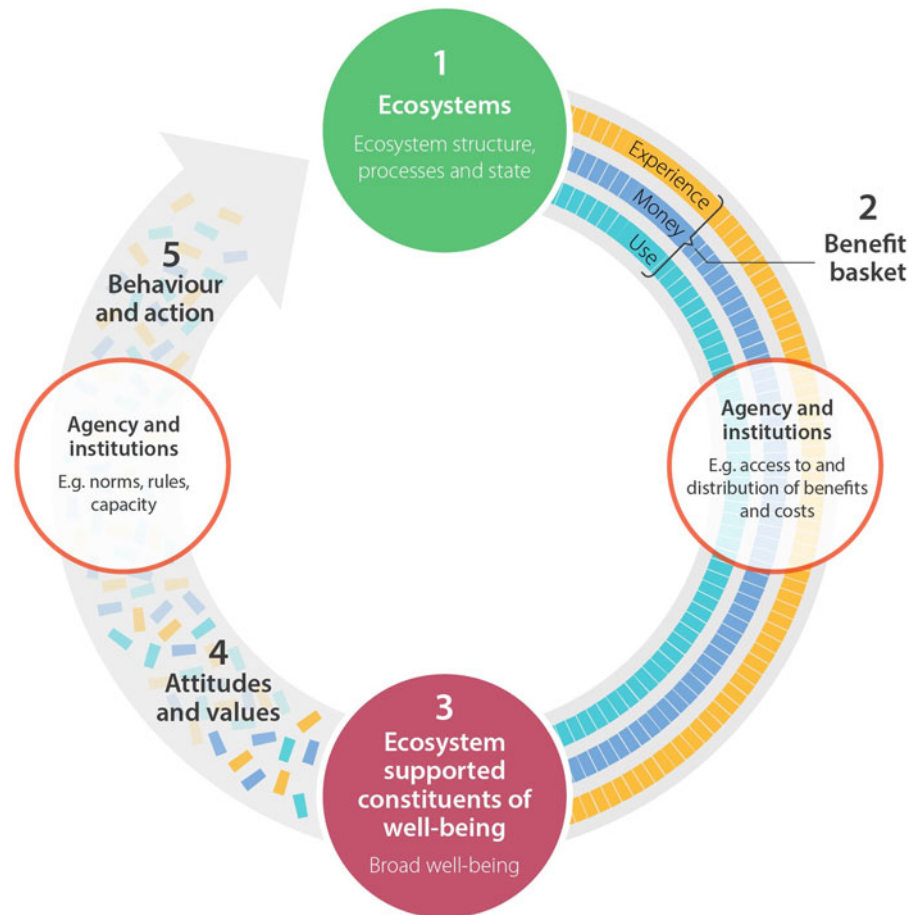 1
Ecosystems
Ecosystem structure,
processes and state
Experience
Money
Use
2
Benefit
basket
Agency and
institutions
E.g. access to and
distribution of benefits
and costs
3
Ecosystem
supported
constituents of
well-being
Broad well-being
4
Attitudes
and values
Agency and
institutions
E.g. norms, rules,
capacity
5
Behaviour
and action